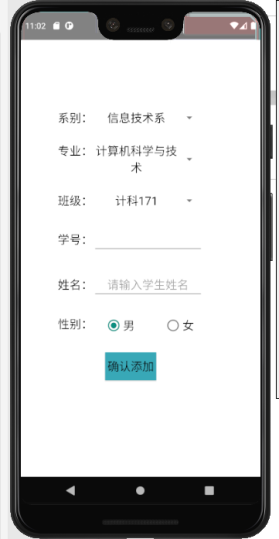 11:02
系别： 信息技术系
专业： 计算机科学与技
术
班级： 计科171
学号：
姓名： 请输入学生姓名
性别： 男 女
确认添加